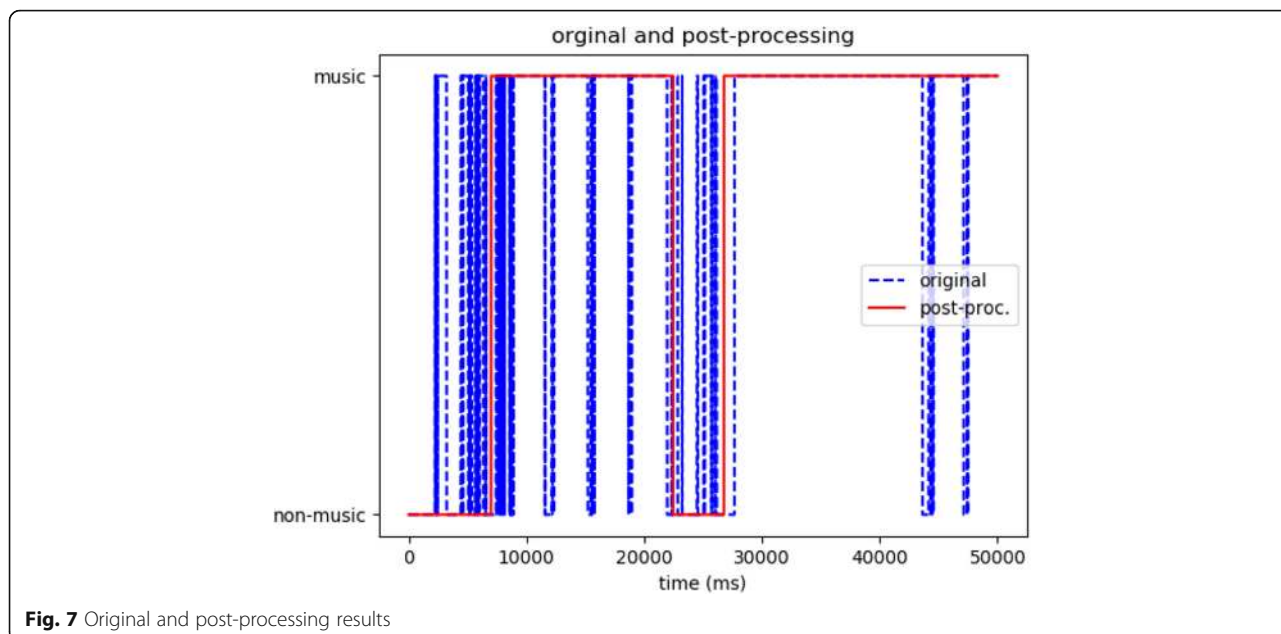 orginal and post-processing
music
non-music
original
post-proc.
0 10000 20000 30000 40000 50000
time (ms)
Fig. 7 Original and post-processing results